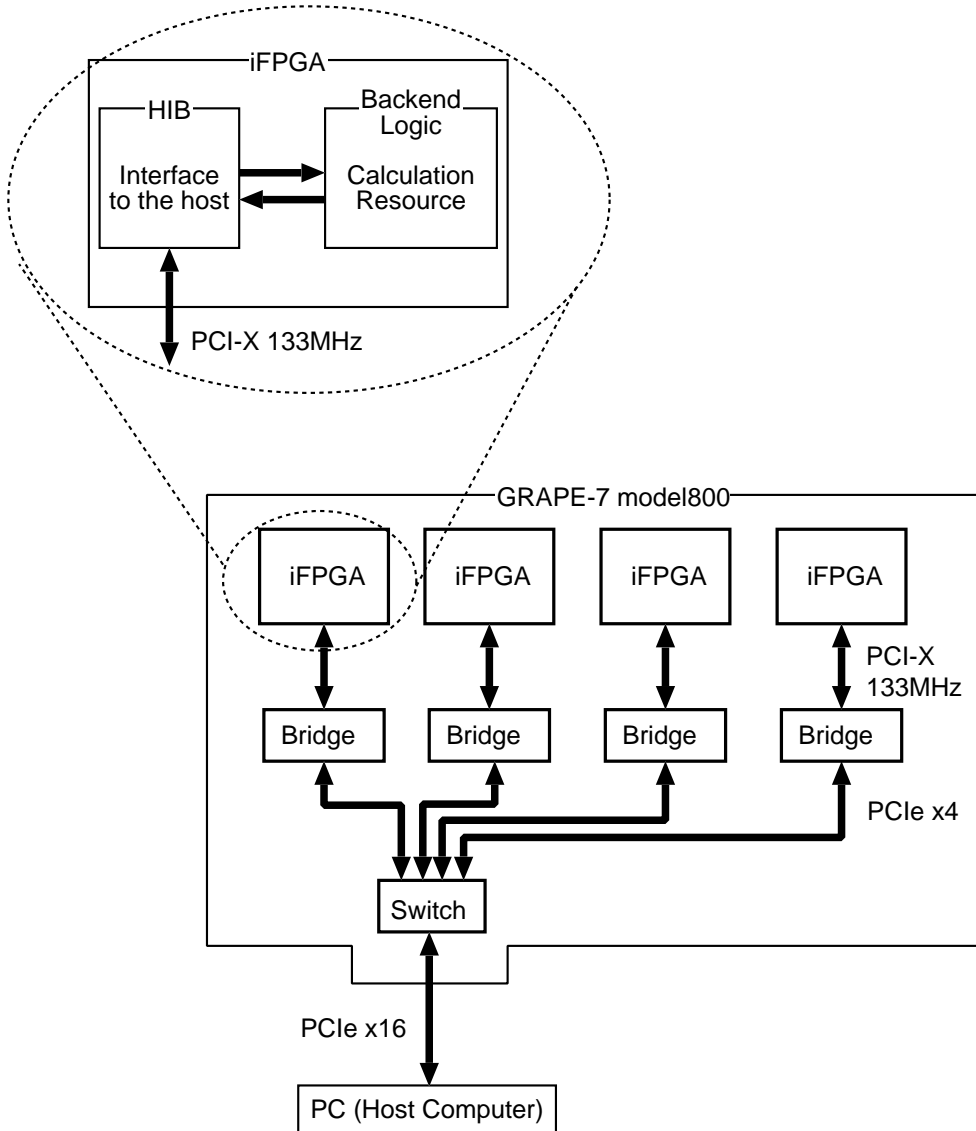 iFPGA
HIB
Backend
Logic
Interface
to the host
Calculation
Resource
PCI-X 133MHz
GRAPE-7 model800
iFPGA
iFPGA
iFPGA
iFPGA
PCI-X
133MHz
Bridge
Bridge
Bridge
Bridge
PCIe x4
Switch
PCIe x16
PC (Host Computer)